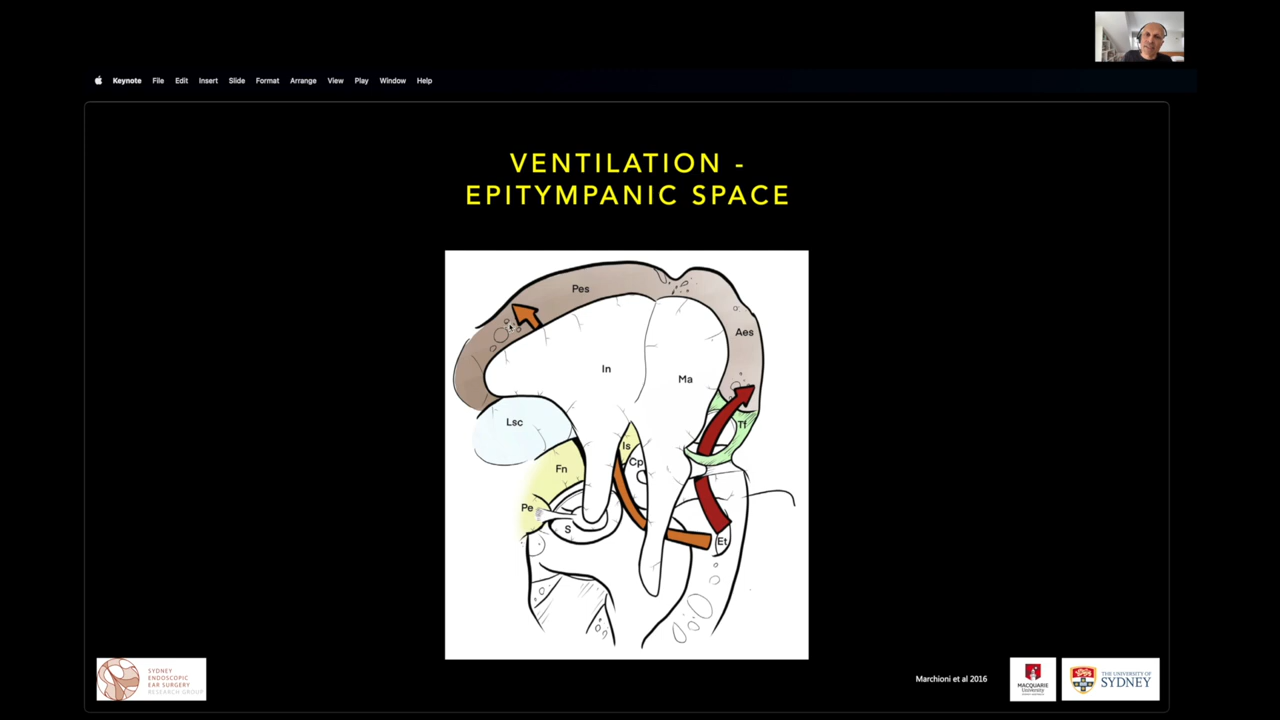 Keynote File Edit Insert Slide Format Arrange View Play Window Help
VENTILATION -
EPITYMPANIC SPACE
Pes
Aes
In
Ma
Lsc
Tf
Is
Cp
Fn
Pe
S
Et
SYDNEY
ENDOSCOPIC
EAR SURGERY
RESEARCH GROUP
Marchioni et al 2016
MACQUARIE
University
THE UNIVERSITY OF
SYDNEY